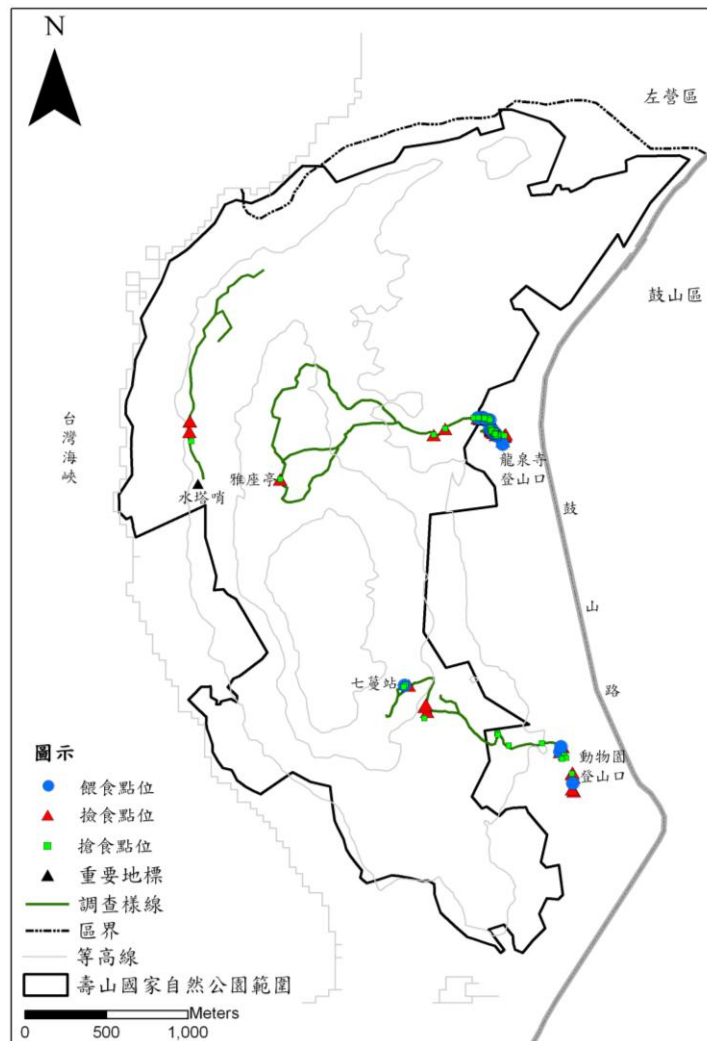 N
左營區
鼓山區
台灣海峽
龍泉寺
登山口
水塔哨
雅座亭
鼓
山
路
七蔓站
動物園
登山口
圖示
餵食點位
撿食點位
搶食點位
重要地標
調查樣線
區界
等高線
壽山國家自然公園範圍
Meters
0 500 1,000